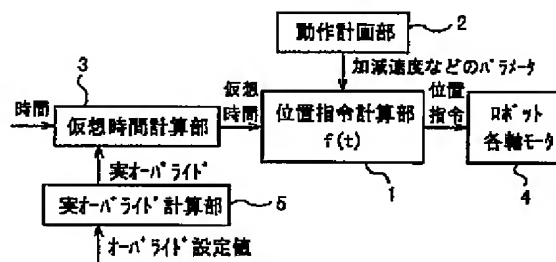 2
動作計画部
3
仮想
時間
加減速度などのパラメータ
位置
指令
時間
仮想時間計算部
位置指令計算部
f(t)
ロボット
各軸モータ
実オーバライド
1
4
実オーバライド計算部
5
オーバライド設定値